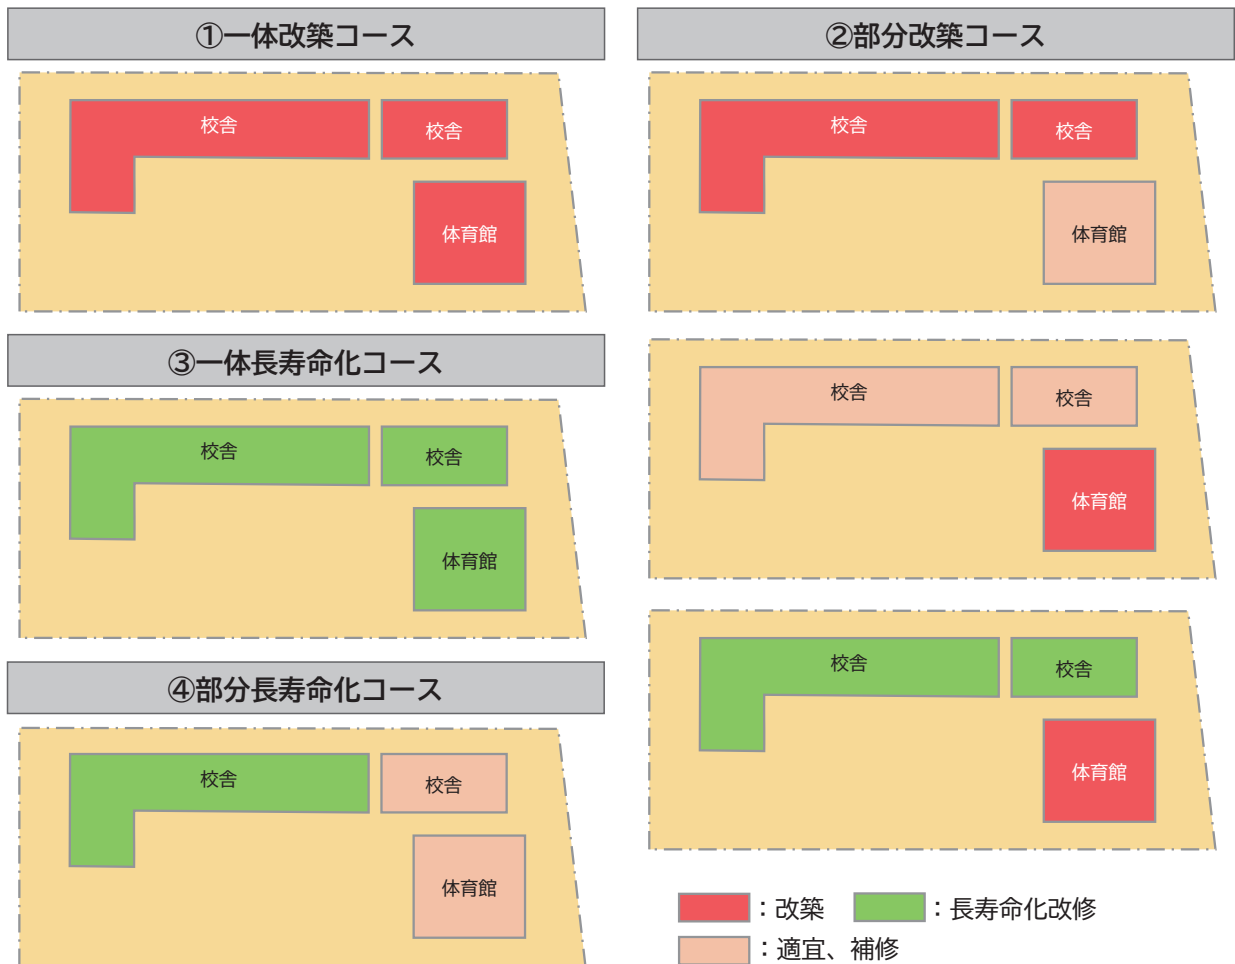 ①一体改築コース
校舎
校舎
体育館
②部分改築コース
校舎
校舎
体育館
校舎
校舎
体育館
校舎
校舎
体育館
③一体長寿命化コース
校舎
校舎
体育館
④部分長寿命化コース
校舎
校舎
体育館
：改築
：長寿命化改修
：適宜、補修